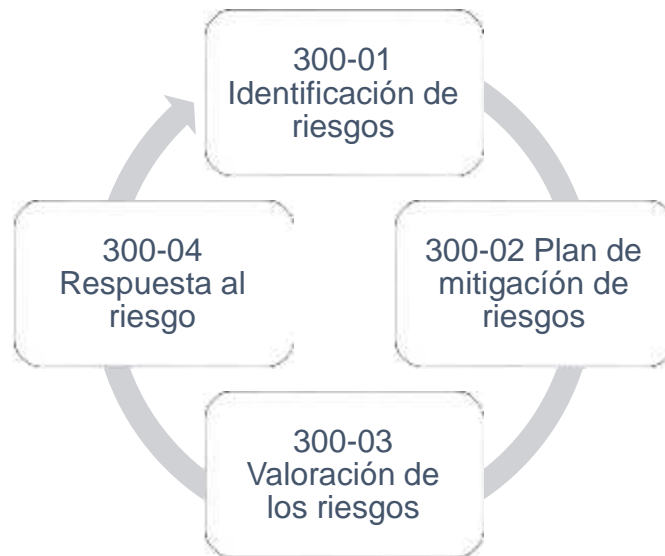 300-01
Identificación de
riesgos
300-04
Respuesta al
riesgo
300-02 Plan de
mitigacíón de
riesgos
300-03
Valoración de
los riesgos